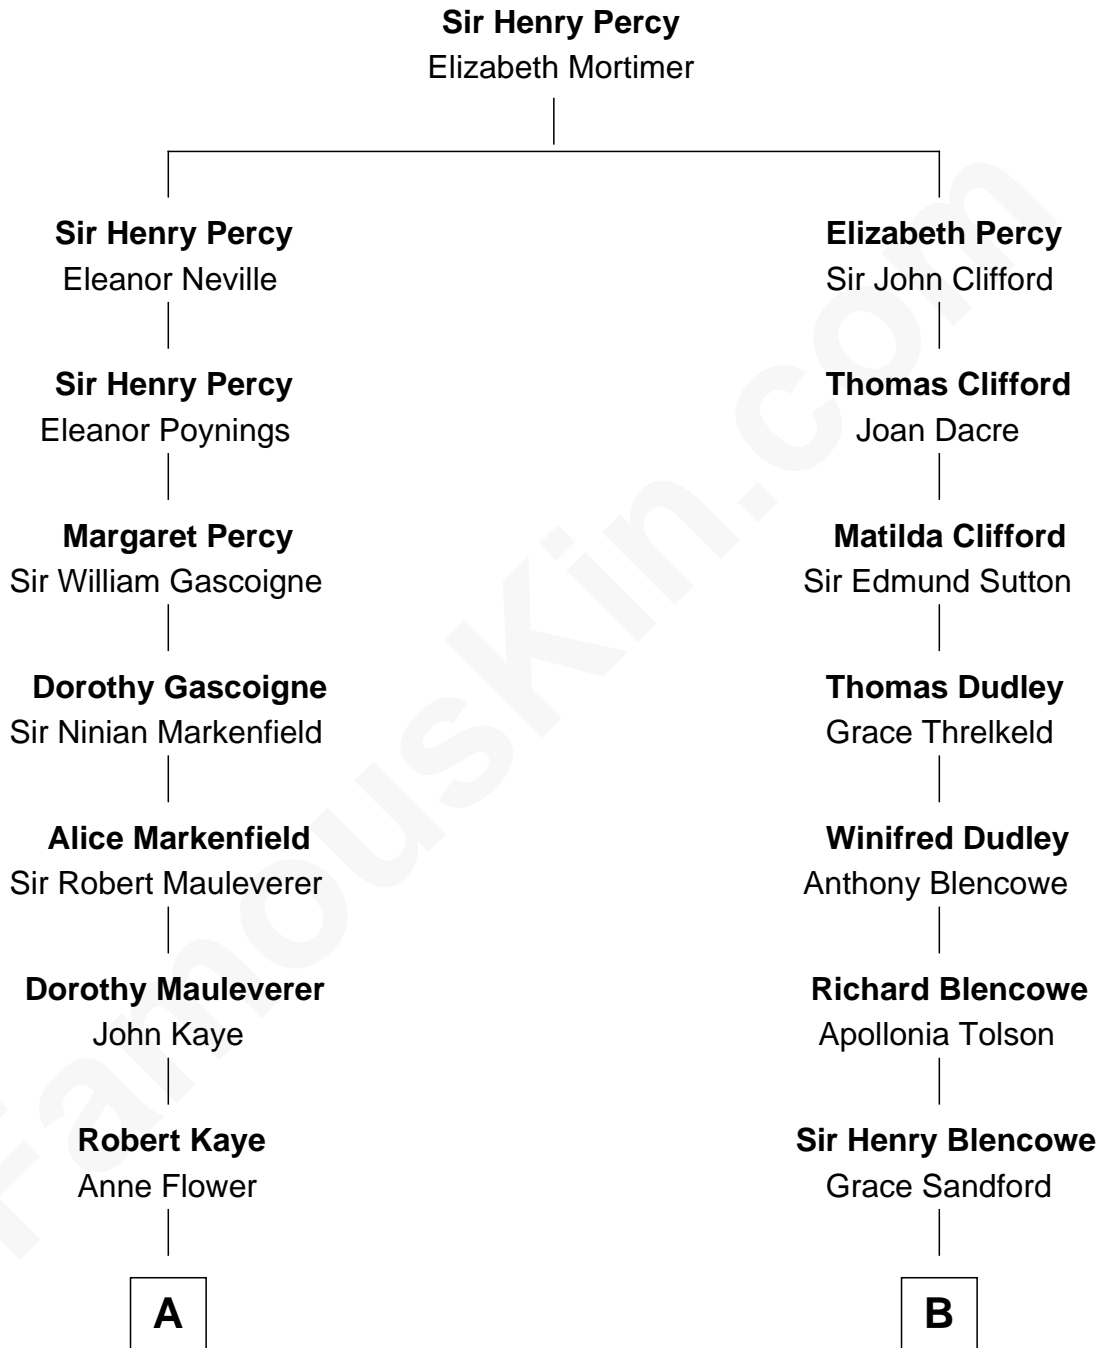 Sir Henry Percy
Elizabeth Mortimer
Sir Henry Percy
Eleanor Neville
Sir Henry Percy
Eleanor Poynings
Margaret Percy
Sir William Gascoigne
Dorothy Gascoigne
Sir Ninian Markenfield
Alice Markenfield
Sir Robert Mauleverer
Dorothy Mauleverer
John Kaye
Robert Kaye
Anne Flower
A
Elizabeth Percy
Sir John Clifford
Thomas Clifford
Joan Dacre
Matilda Clifford
Sir Edmund Sutton
Thomas Dudley
Grace Threlkeld
Winifred Dudley
Anthony Blencowe
Richard Blencowe
Apollonia Tolson
Sir Henry Blencowe
Grace Sandford
B
FamousKin.com